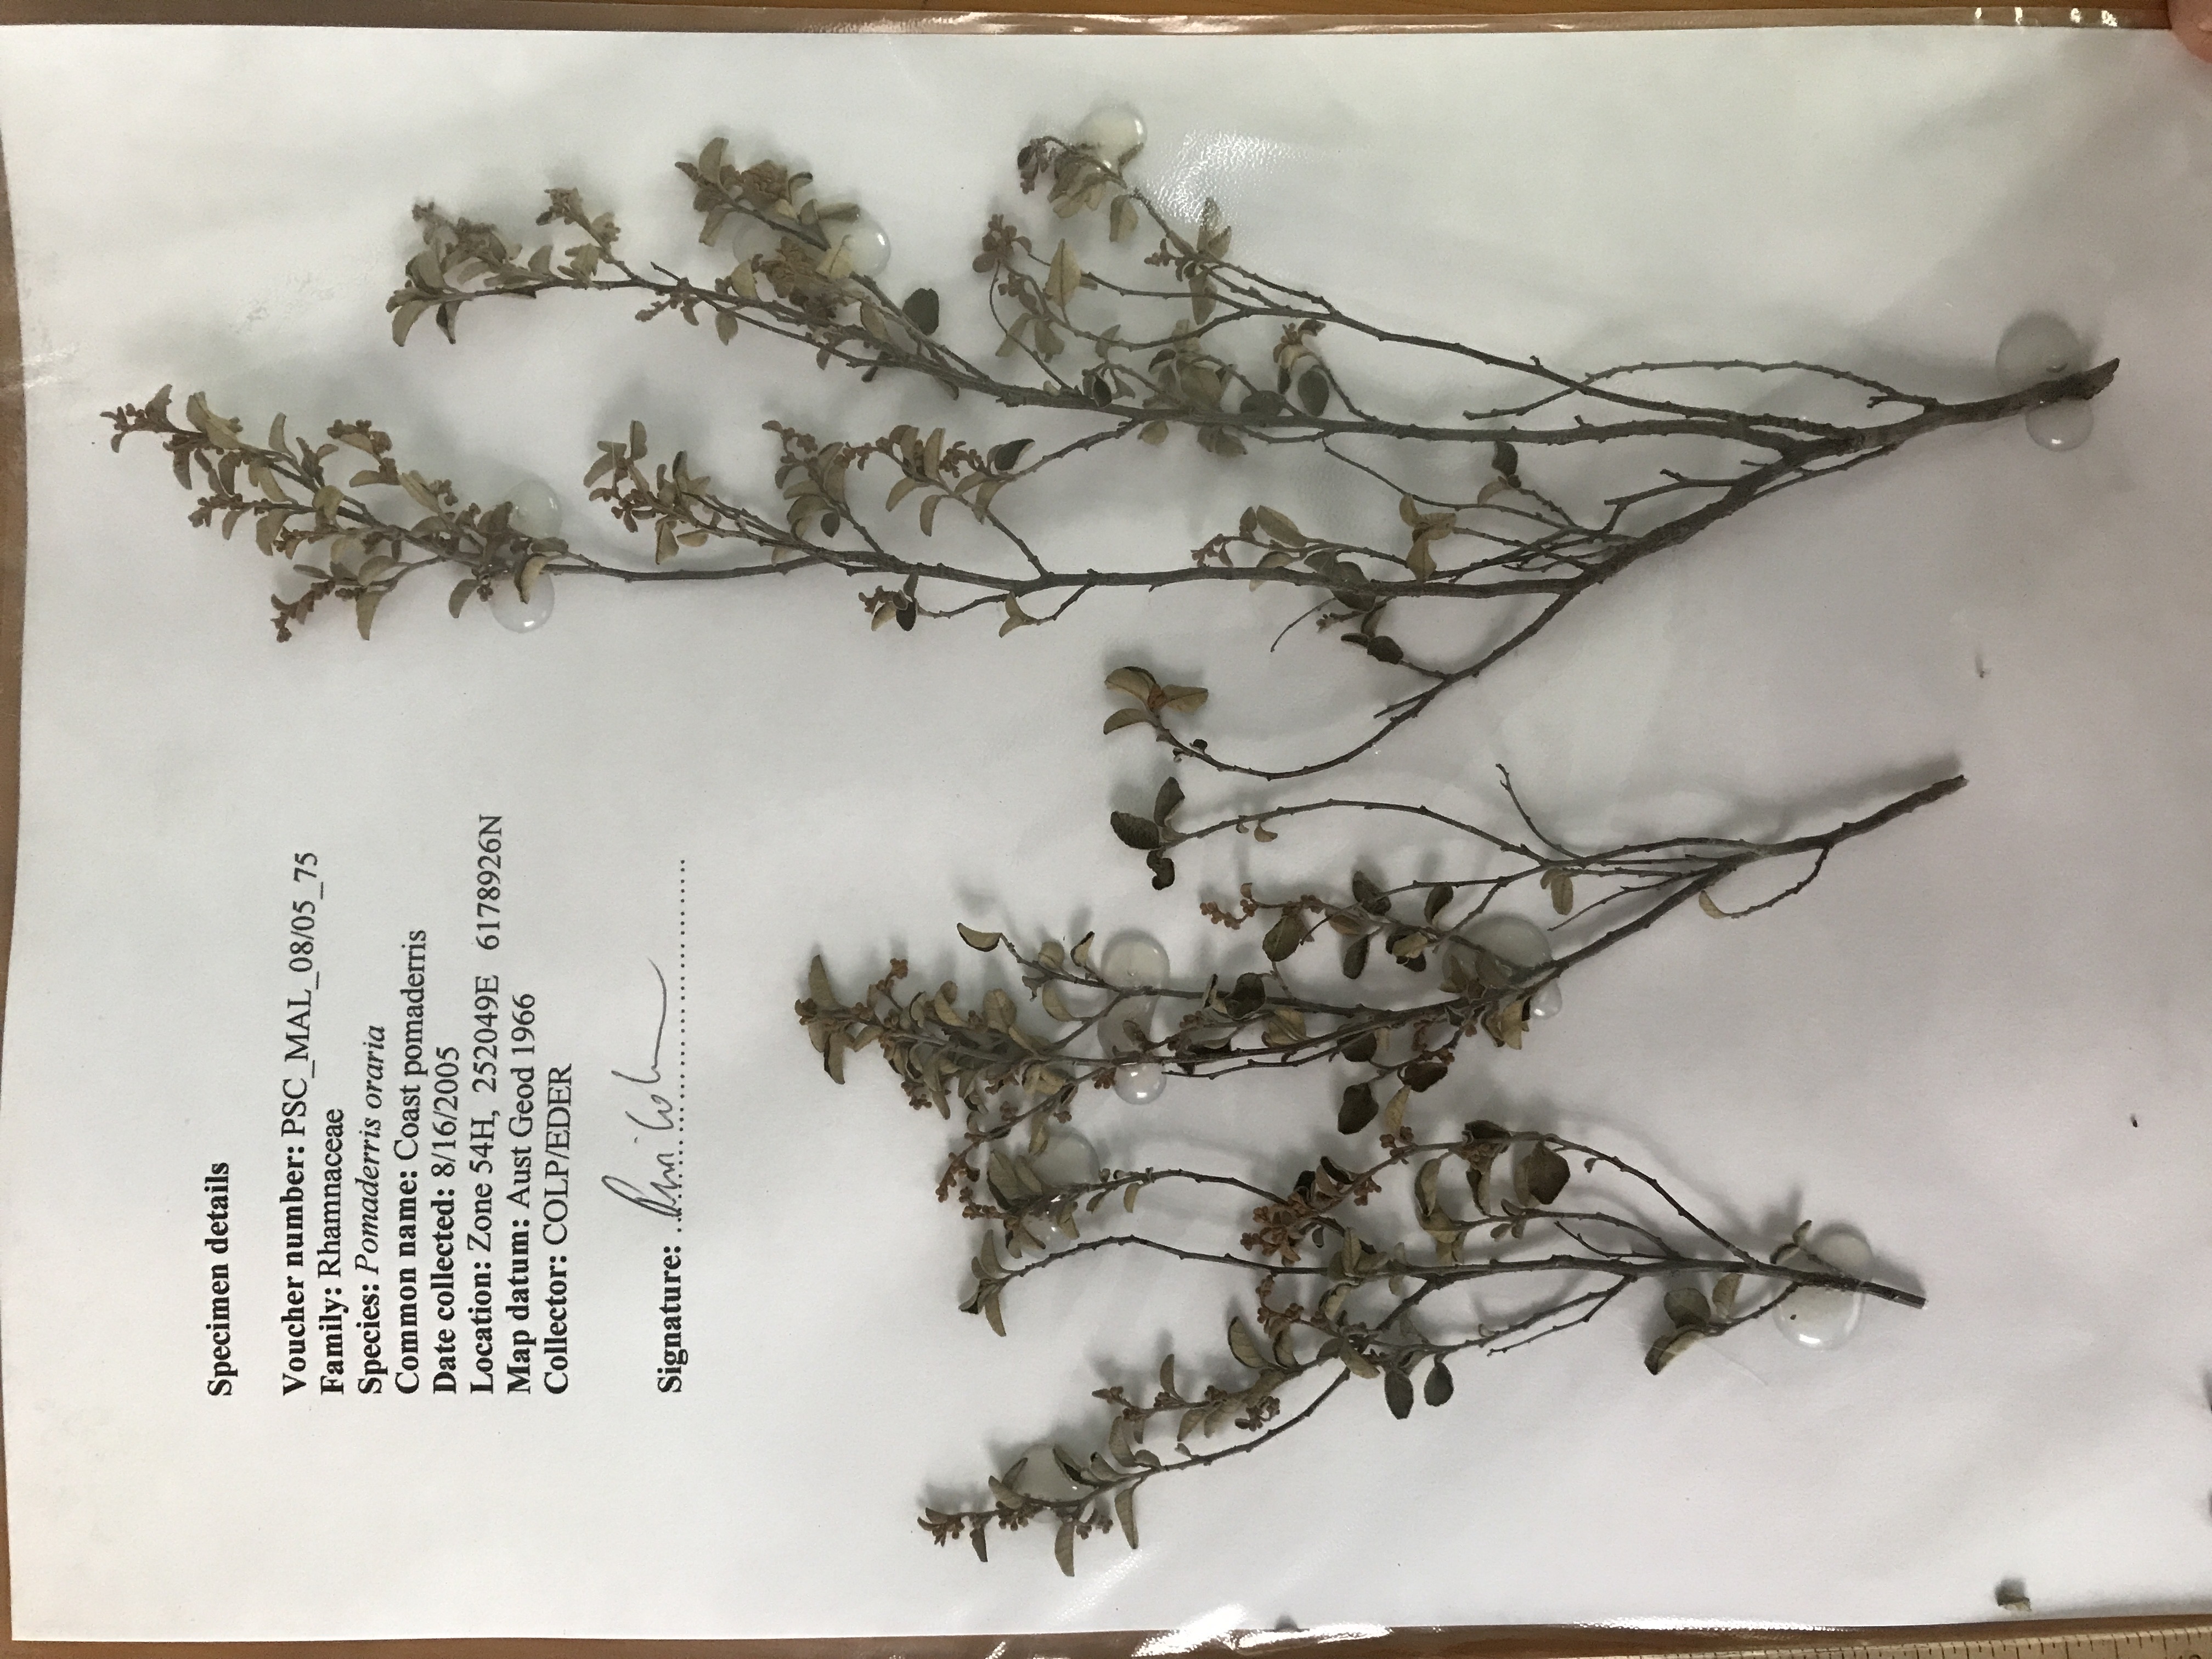 Specimen details
Voucher number: PSC_MAL_08/05_75
Family: Rhamnaceae
Species: Pomaderris oraria
Common name: Coast pomaderris
Date collected: 8/16/2005
Location: Zone 54H, 252049E 6178926N
Map datum: Aust Geod 1966
Collector: COLP/EDER
Signature: